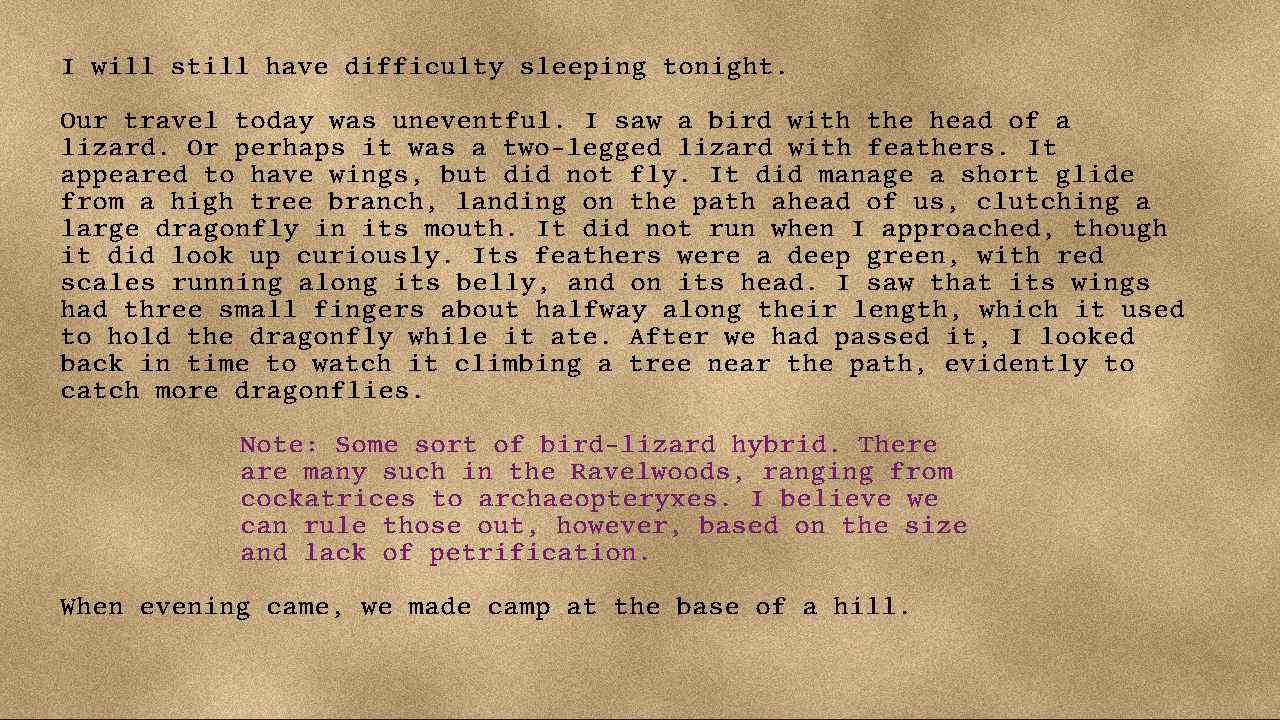 I will still have difficulty sleeping tonight.
Our travel today was uneventful. I saw a bird with the head of a
lizard. Or perhaps it was a two-legged lizard with feathers. It
appeared to have wings, but did not fly. It did manage a short glide
from a high tree branch, landing on the path ahead of us, clutching a
large dragonfly in its mouth. It did not run when I approached, though
it did look up curiously. Its feathers were a deep green, with red
scales running along its belly, and on its head. I saw that its wings
had three small fingers about halfway along their length, which it used
to hold the dragonfly while it ate. After we had passed it, I looked
back in time to watch it climbing a tree near the path, evidently to
catch more dragonflies.
Note: Some sort of bird-lizard hybrid. There
are many such in the Ravelwoods, ranging from
cockatrices to archaeopteryxes. I believe we
can rule those out, however, based on the size
and lack of petrification.
When evening came, we made camp at the base of a hill.